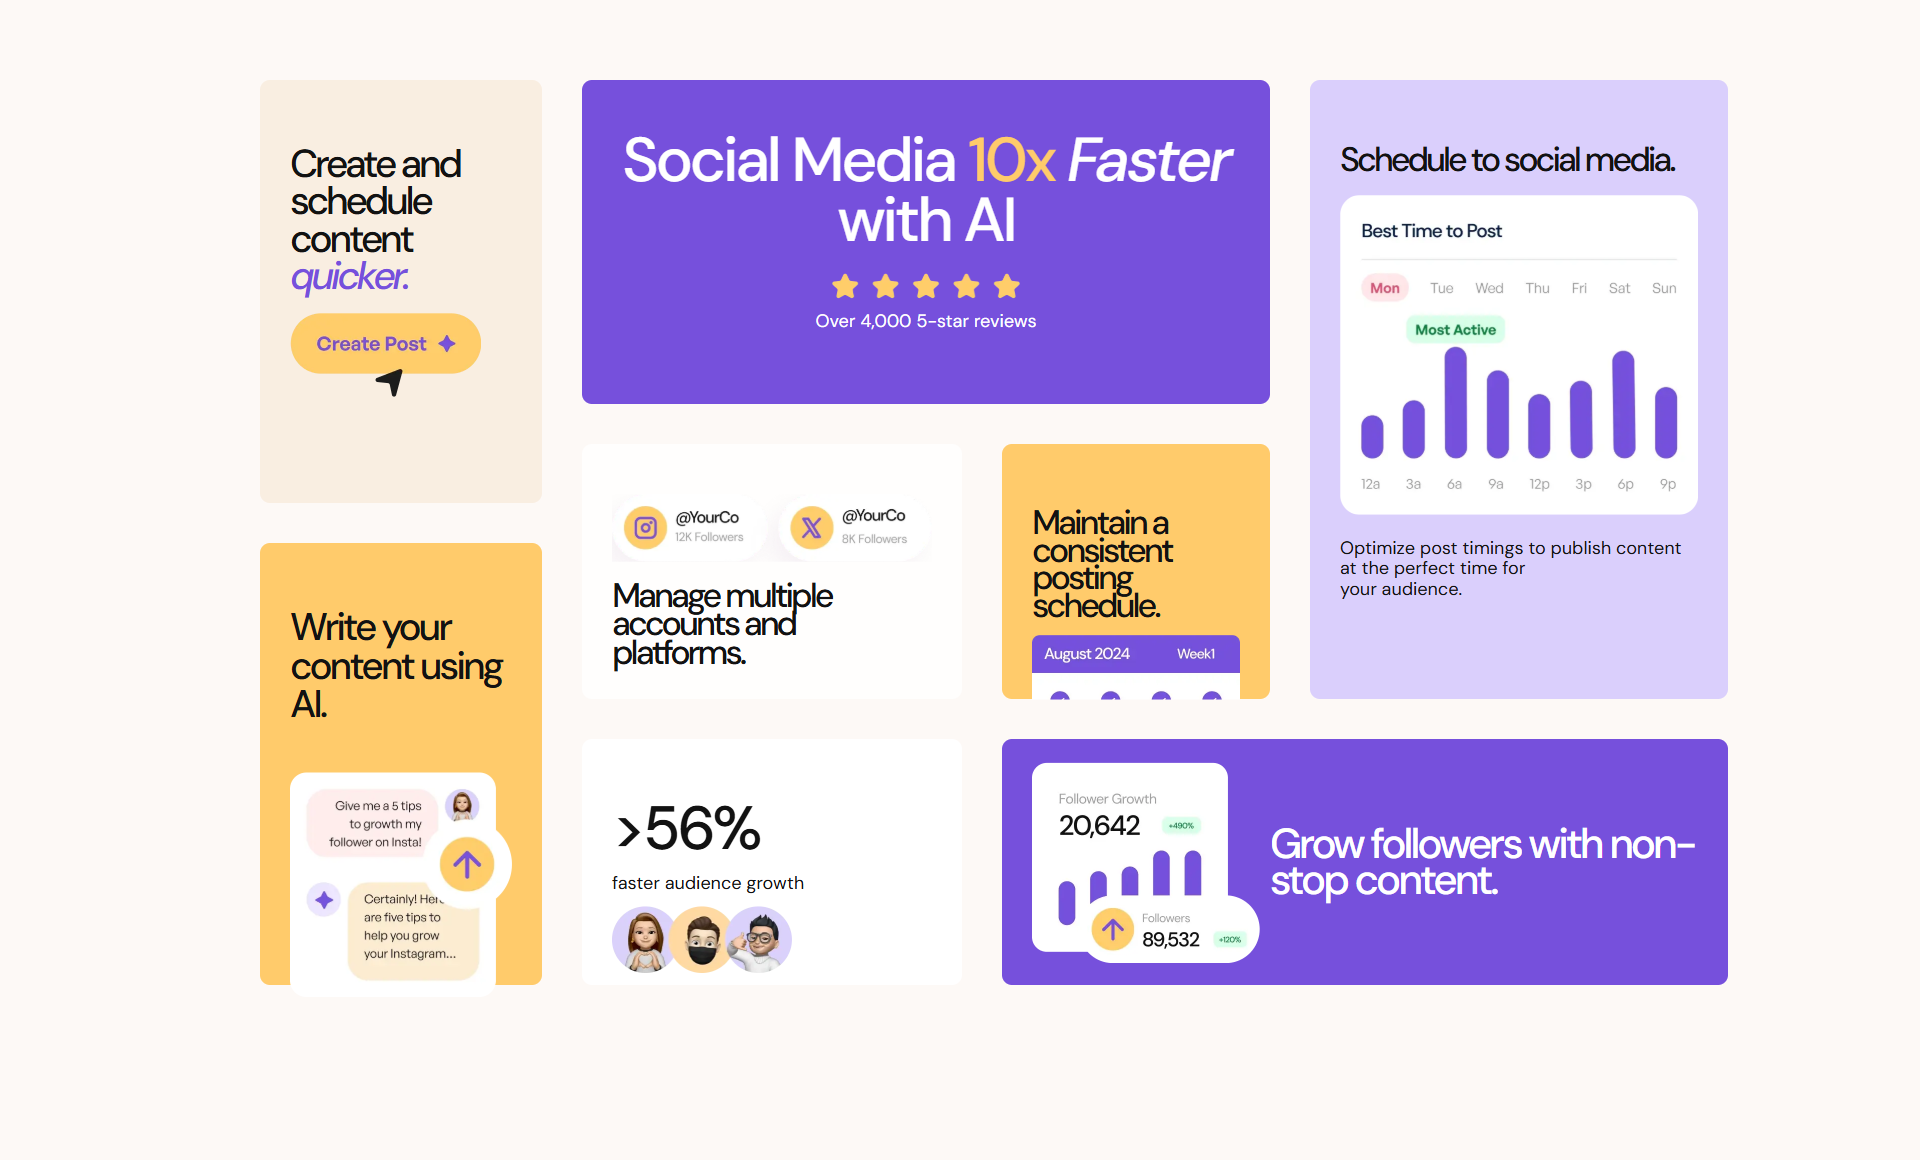 Create and
schedule
content
quicker.
Create Post
Social Media 10x Faster
with AI
Over 4,000 5-star reviews
Schedule to social media.
Best Time to Post
Mon Tue Wed Thu Fri Sat Sun
Most Active
12a 3a 6a 9a 12p 3p 6p 9p
Optimize post timings to publish content
at the perfect time for
your audience.
@YourCo
12K Followers
@YourCo
8K Followers
Manage multiple
accounts and
platforms.
Maintain a
consistent
posting
schedule.
August 2024 Week1
Write your
content using
AI.
Give me a 5 tips
to growth my
follower on Insta!
Certainly!
are five tips to
help you grow
your Instagram...
>56%
faster audience growth
Follower Growth
20,642 +490%
Followers
89,532 +120%
Grow followers with non-
stop content.